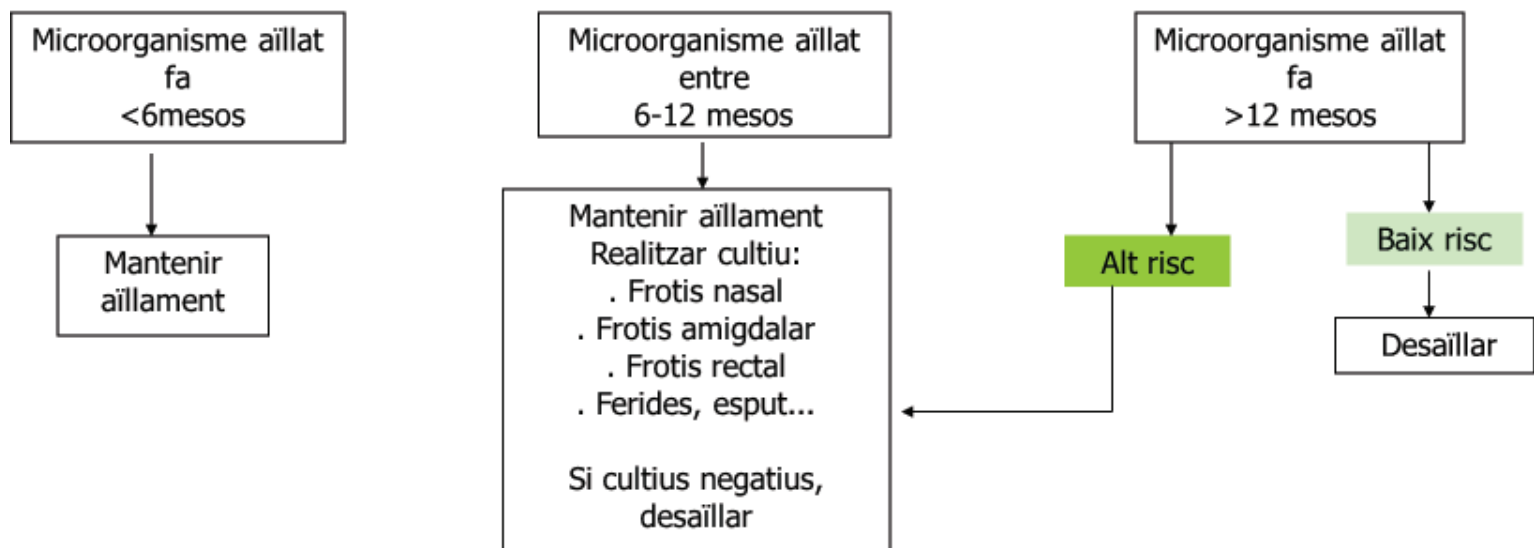 Microorganisme aïllat
fa
<6mesos
Mantenir
aïllament
Microorganisme aïllat
entre
6-12 mesos
Mantenir aïllament
Realitzar cultiu:
. Frotis nasal
. Frotis amigdalar
. Frotis rectal
. Ferides, esput...
Si cultius negatius,
desaïllar
Microorganisme aïllat
fa
>12 mesos
Alt risc
Baix risc
Desaïllar